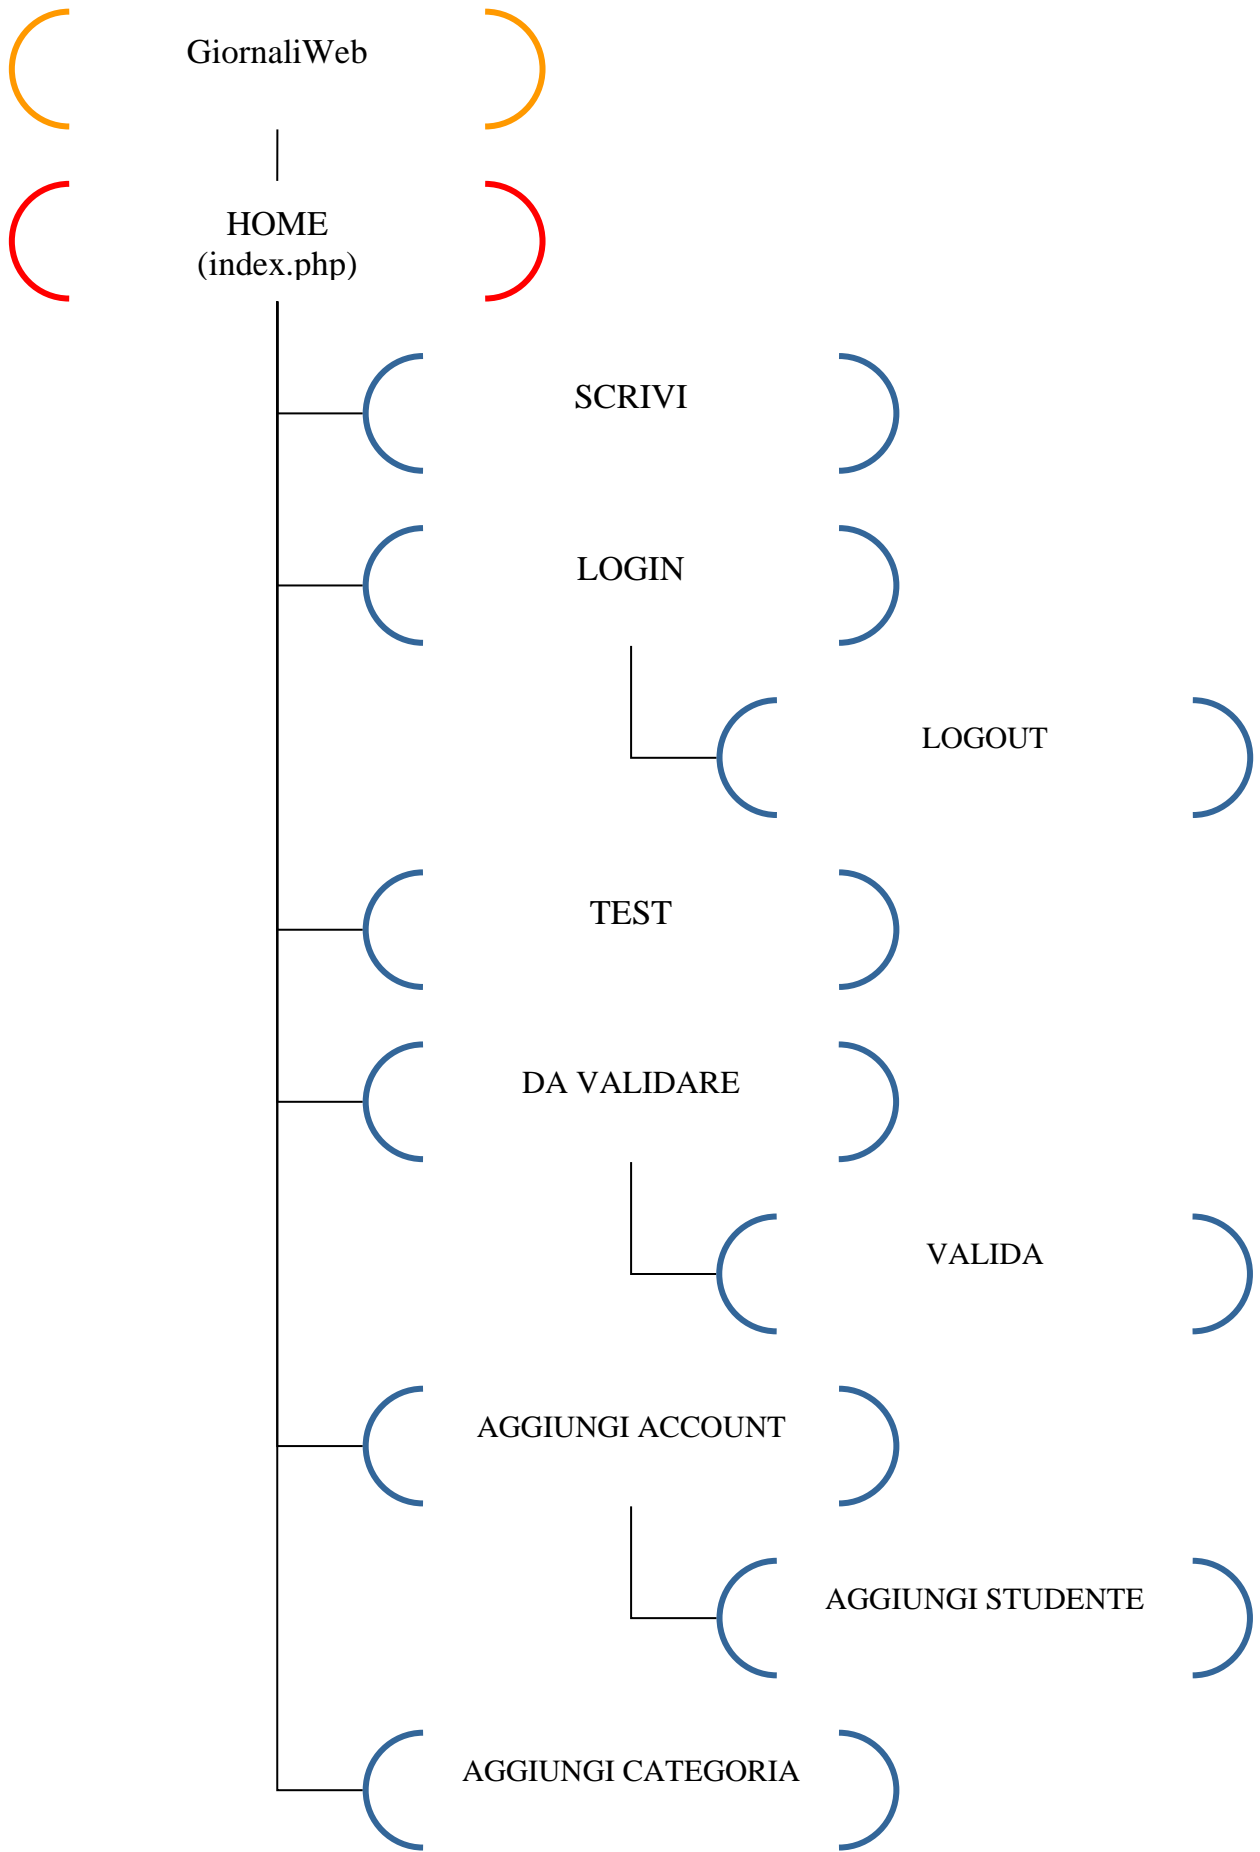 GiornaliWeb
HOME
(index.php)
SCRIVI
LOGIN
LOGOUT
TEST
DA VALIDARE
VALIDA
AGGIUNGI ACCOUNT
AGGIUNGI STUDENTE
AGGIUNGI CATEGORIA